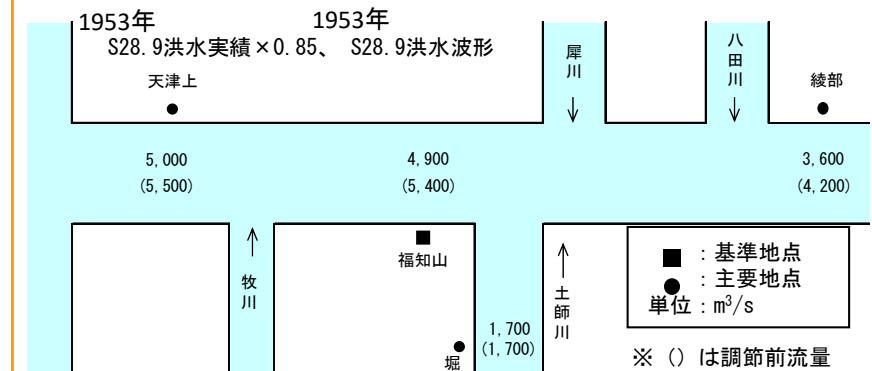 1953年 1953年
S28.9洪水実績×0.85、 S28.9洪水波形
天津上
犀川
八田川
綾部
5,000
(5,500)
4,900
(5,400)
3,600
(4,200)
牧川
福知山
堀
1,700
(1,700)
土師川
■ : 基準地点
● : 主要地点
単位 : m³/s
※ () は調節前流量